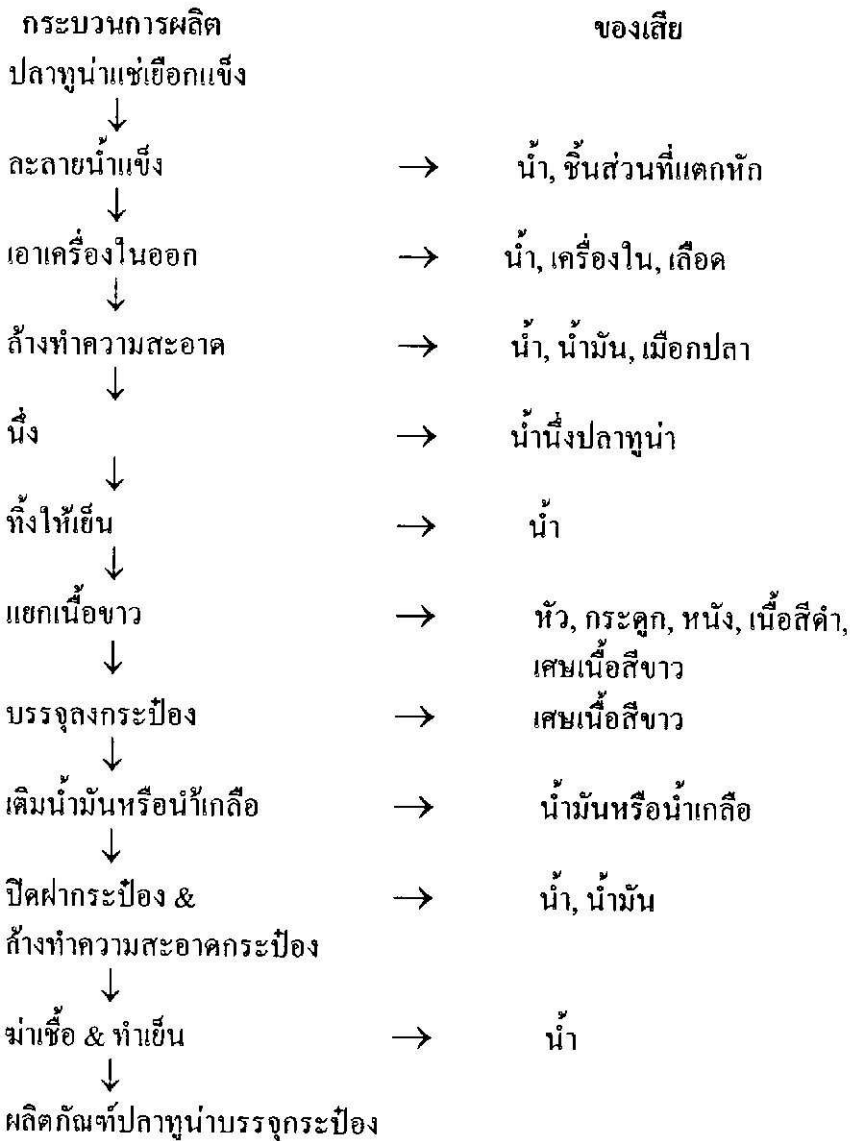 กระบวนการผลิต ของเสีย
ปลาทูน่าแช่เยือกแข็ง
↓
ละลายน้ำแข็ง → น้ำ, ชิ้นส่วนที่แตกหัก
↓
เอาเครื่องในออก → น้ำ, เครื่องใน, เลือด
↓
ล้างทำความสะอาด → น้ำ, น้ำมัน, เมือกปลา
↓
นึ่ง → น้ำนึ่งปลาทูน่า
↓
ทิ้งให้เย็น → น้ำ
↓
แยกเนื้อขาว → หัว, กระดูก, หนัง, เนื้อสีดำ,
↓ เศษเนื้อสีขาว
บรรจุลงกระป๋อง → เศษเนื้อสีขาว
↓
เติมน้ำมันหรือน้ำเกลือ → น้ำมันหรือน้ำเกลือ
↓
ปิดฝากระป๋อง & → น้ำ, น้ำมัน
ล้างทำความสะอาดกระป๋อง
↓
ฆ่าเชื้อ & ทำเย็น → น้ำ
↓
ผลิตภัณฑ์ปลาทูน่าบรรจุกระป๋อง